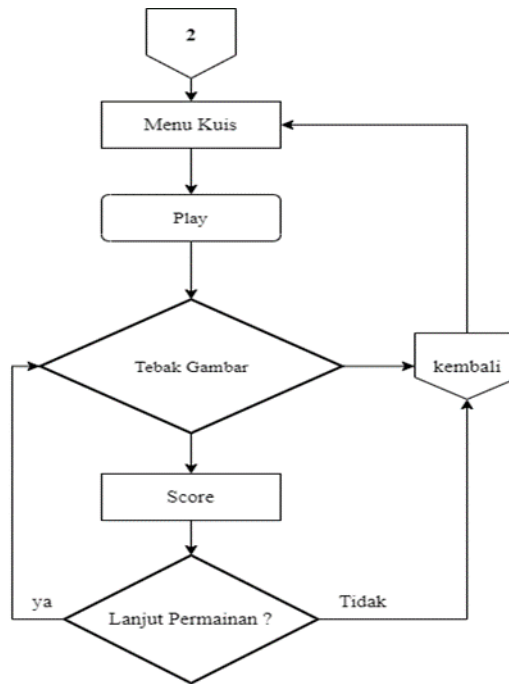 2
Menu Kuis
Play
Tebak Gambar
kembali
Score
ya
Lanjut Permainan ?
Tidak